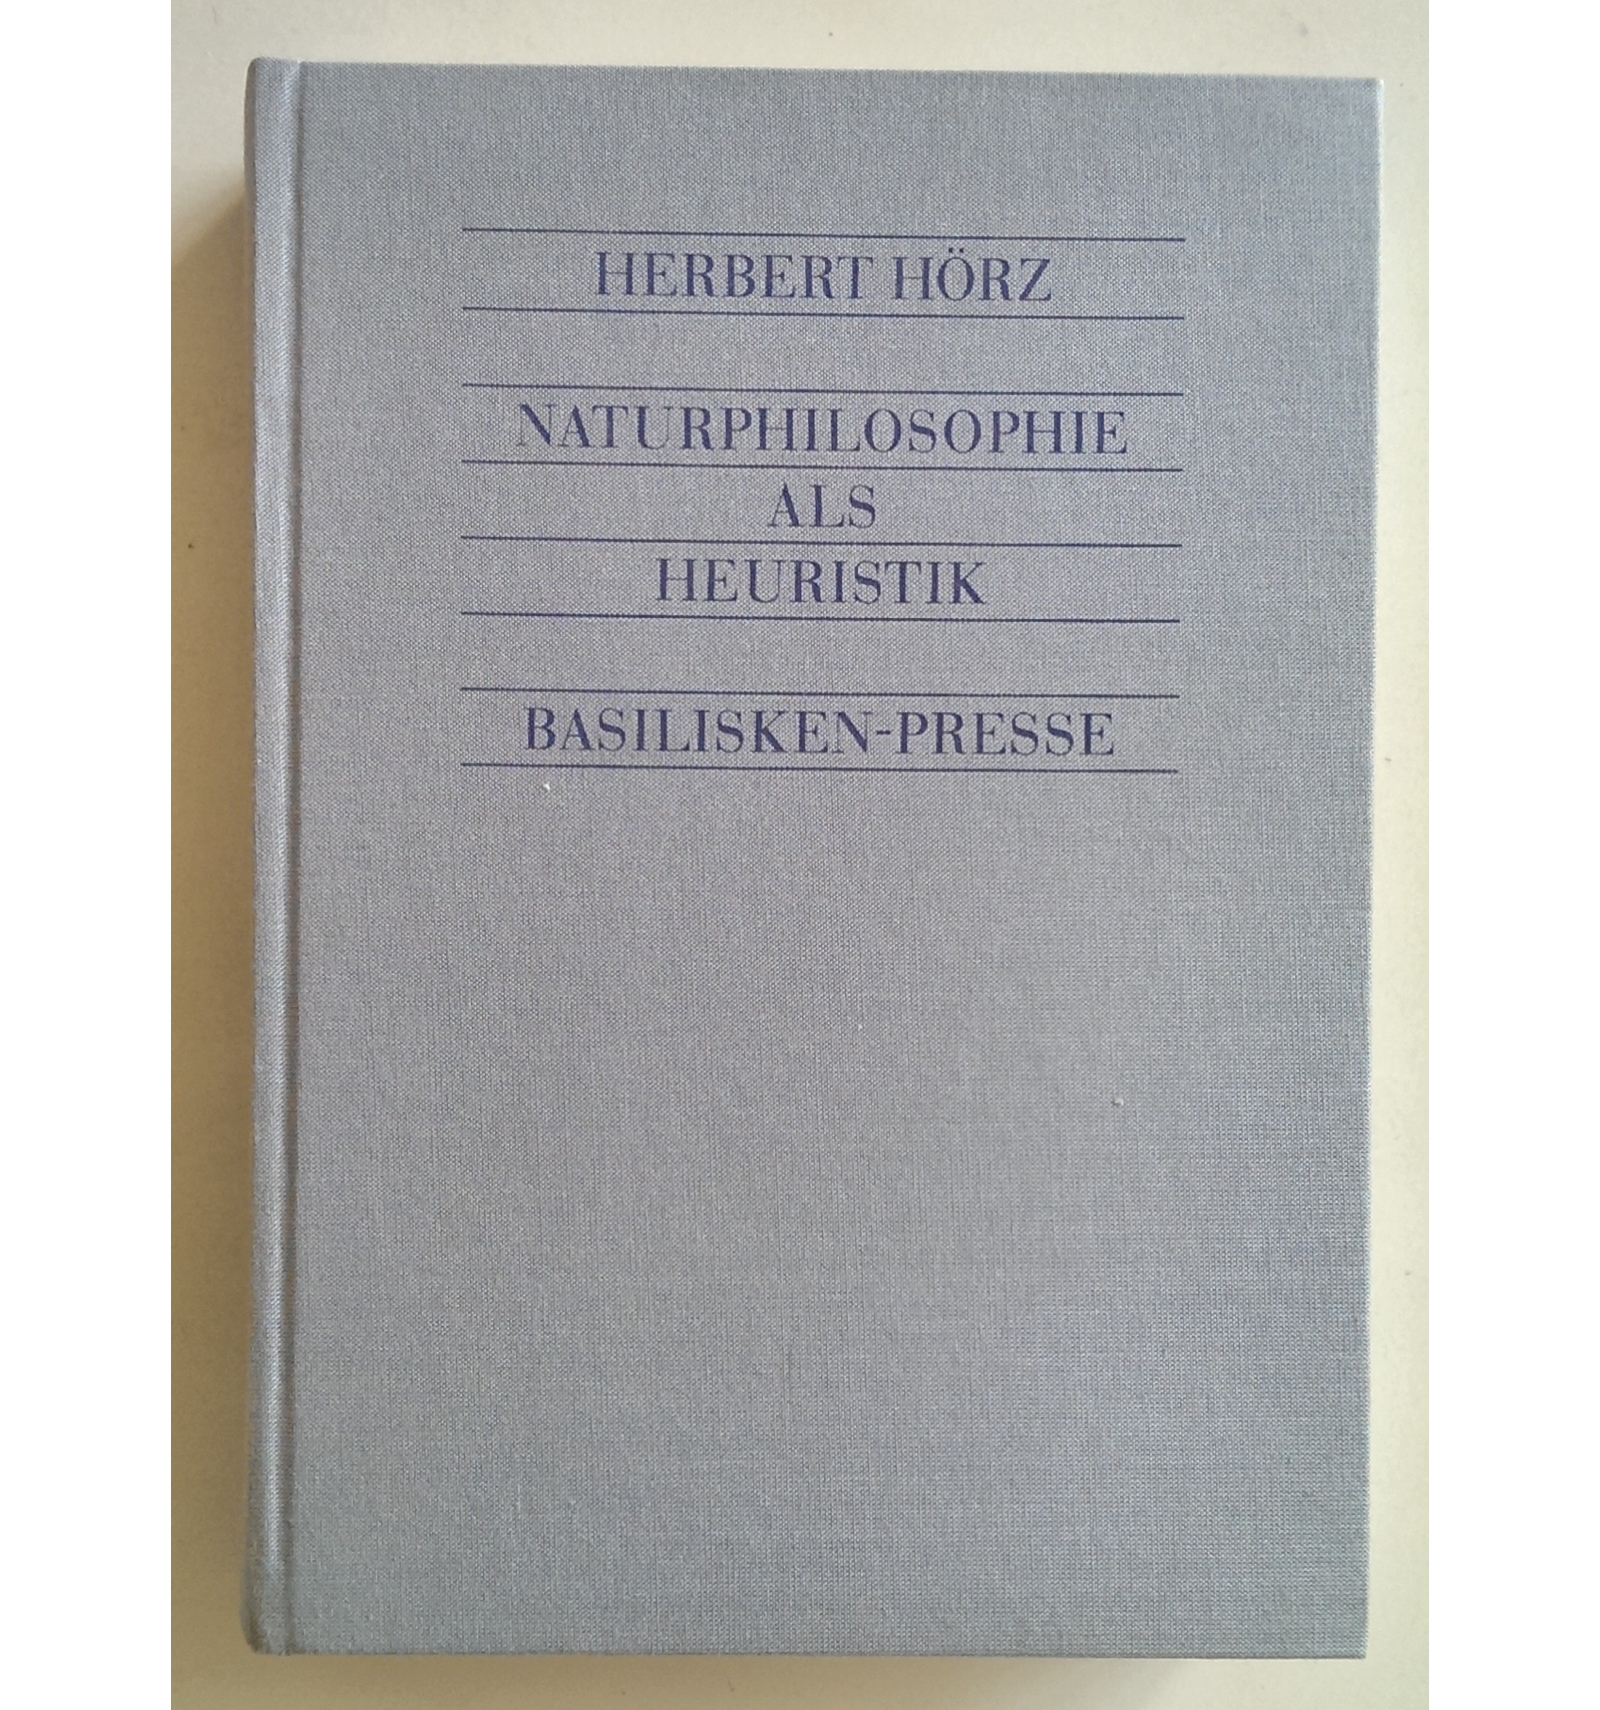 HERBERT HÖRZ
NATURPHILOSOPHIE
ALS
HEURISTIK
BASILISKEN-PRESSE